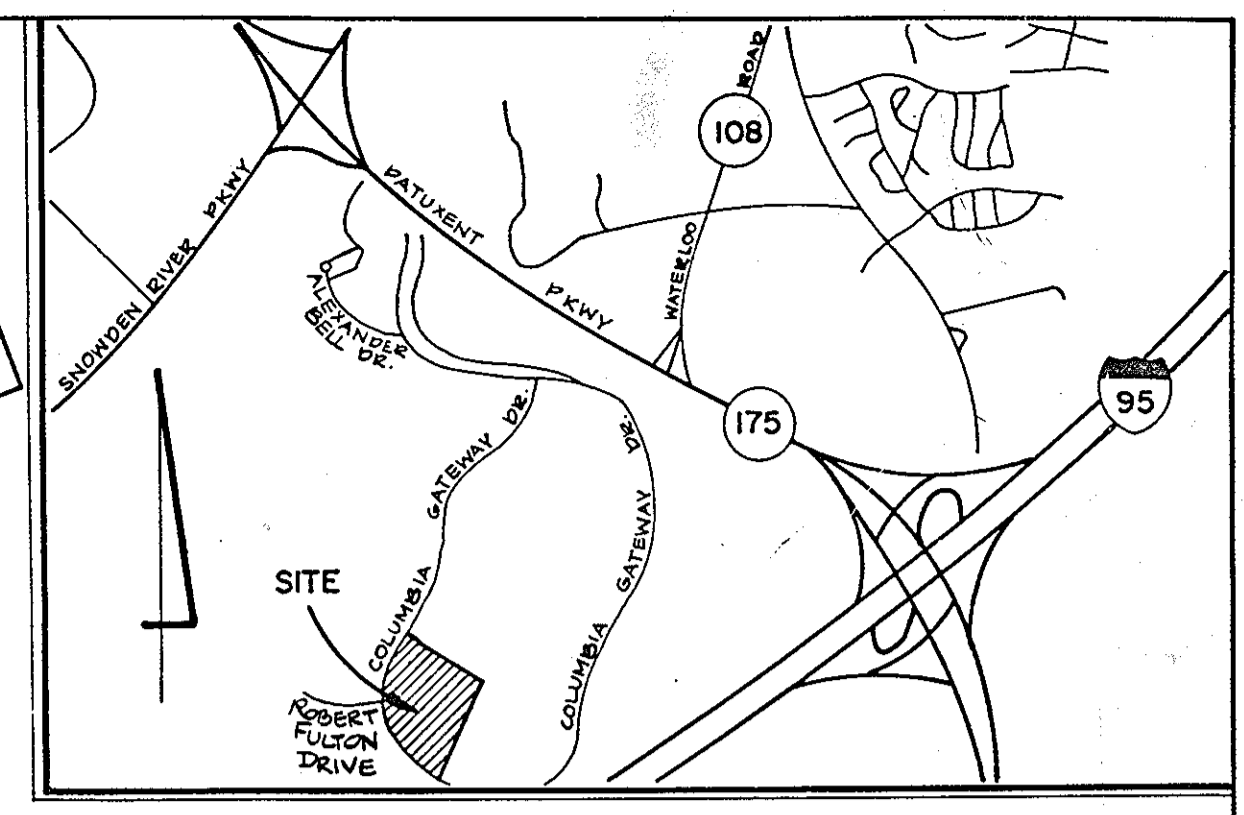 ROAD
108
SNOWDEN RIVER PKWY
PATUXENT
PKWY
WATERLOO
ALEXANDER
BELL DR.
175
95
GATEWAY DR.
COLUMBIA
DR.
GATEWAY
COLUMBIA
SITE
ROBERT
FULTON
DRIVE